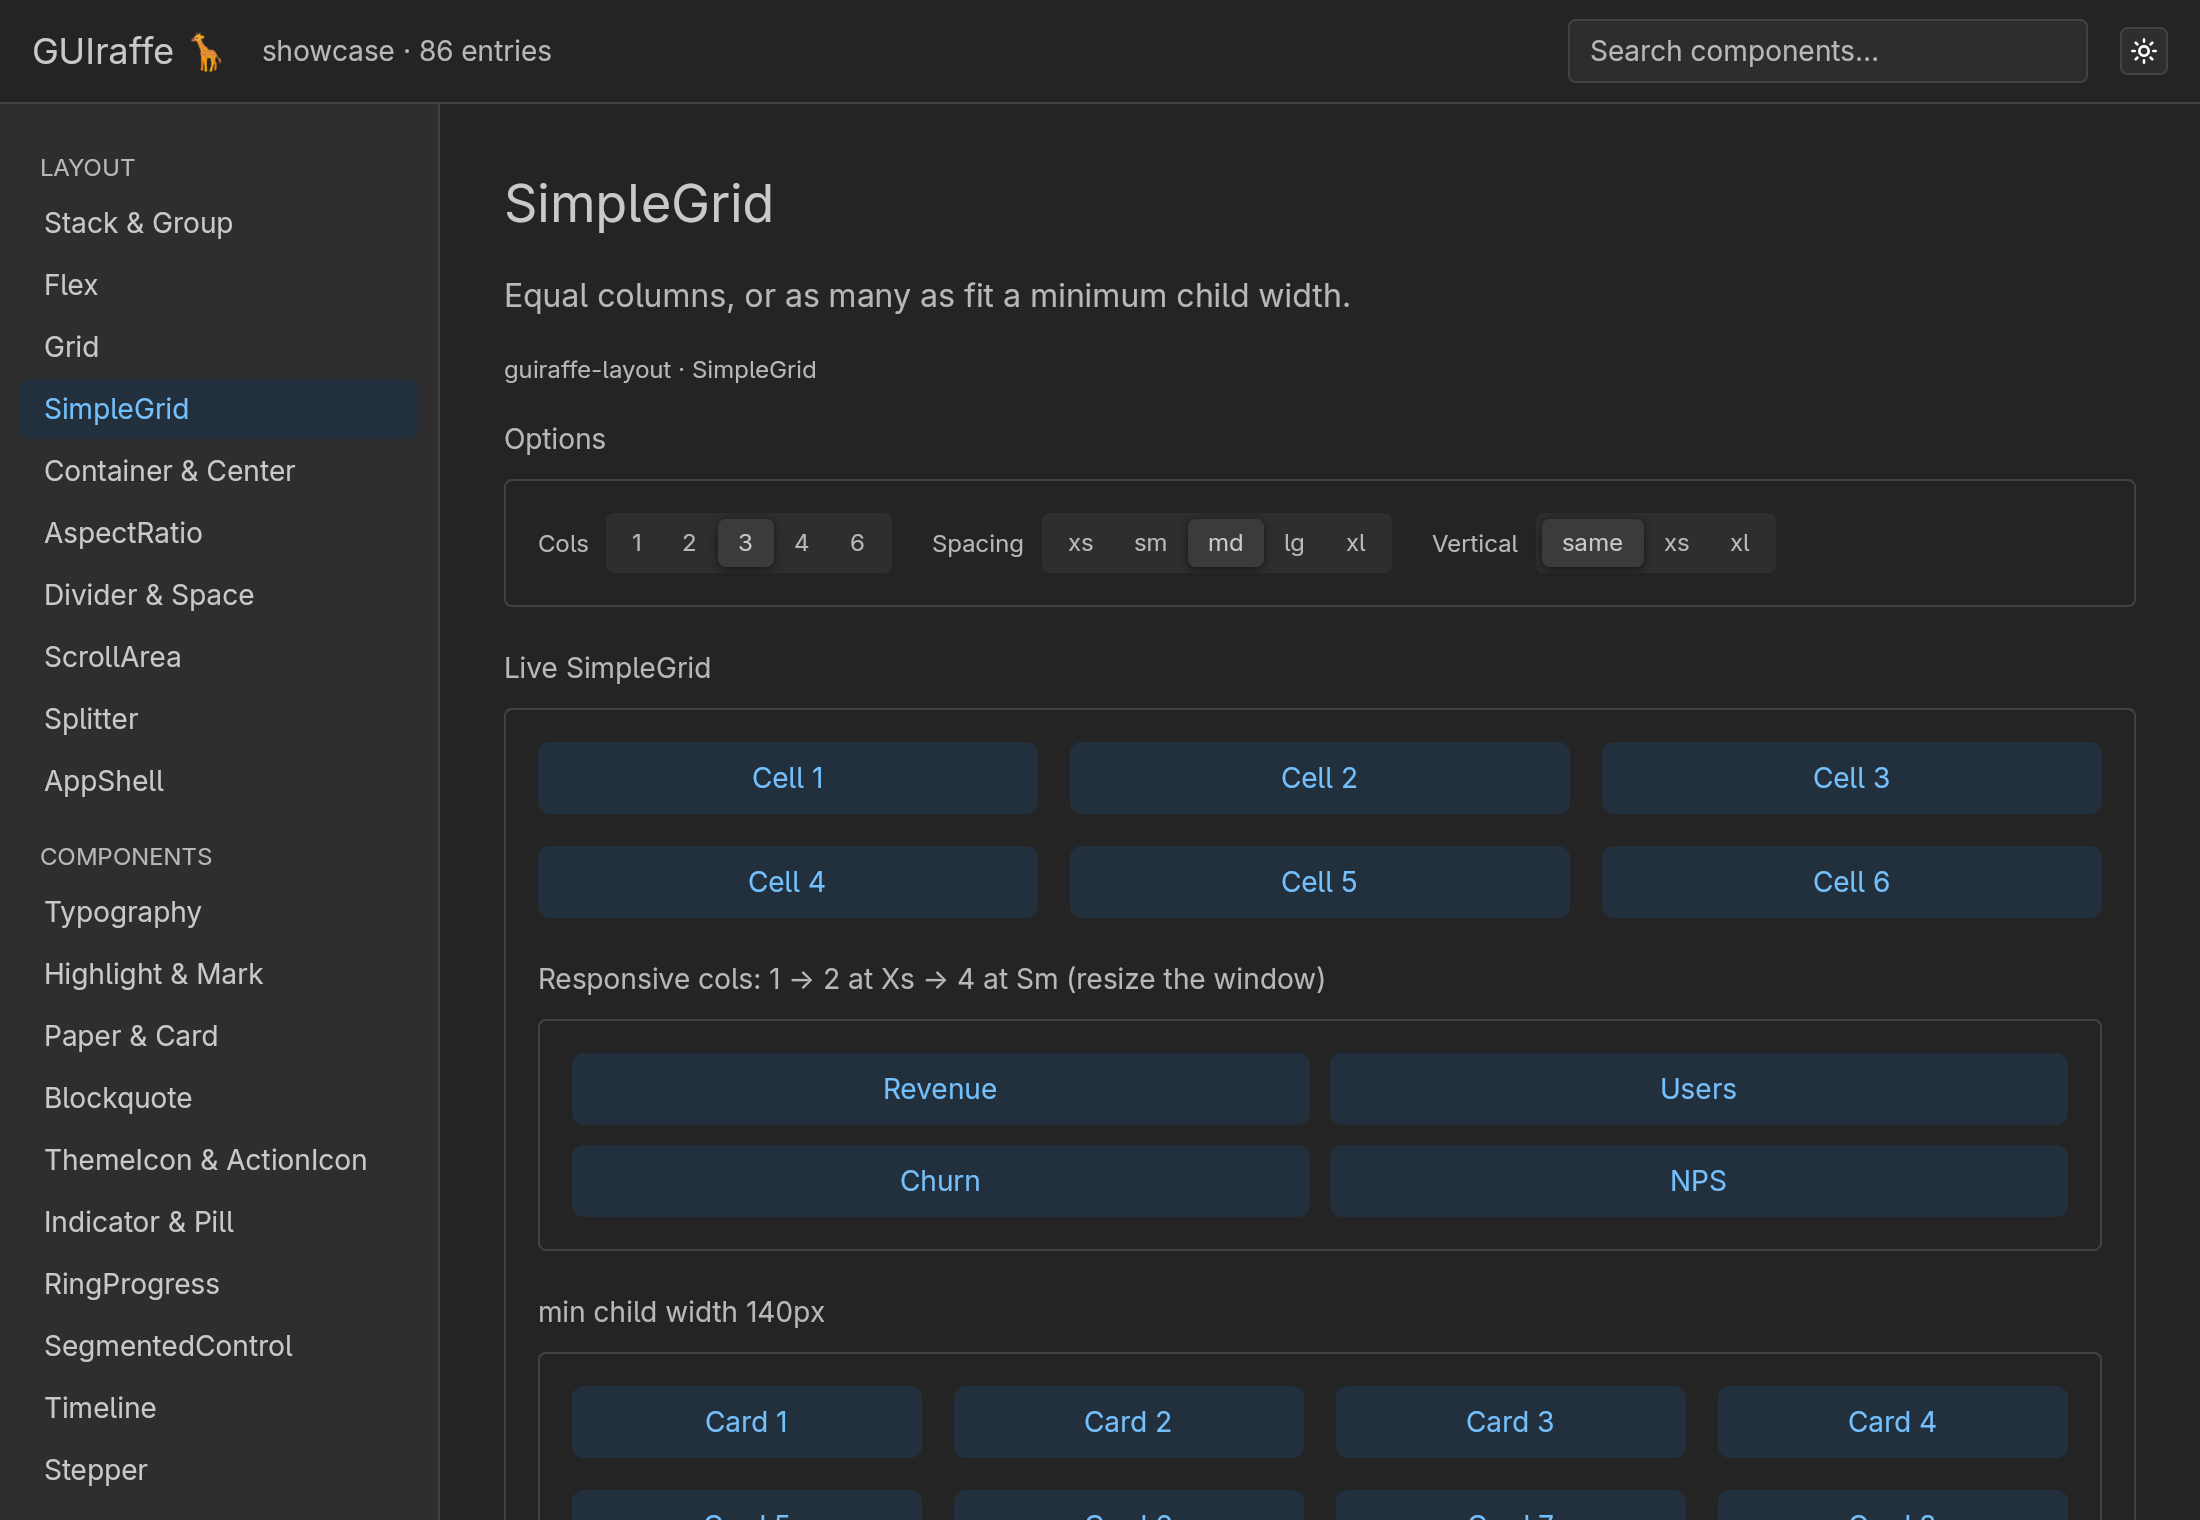 GUIraffe 🦒 showcase · 86 entries
Search components...
LAYOUT
Stack & Group
Flex
Grid
SimpleGrid
Container & Center
AspectRatio
Divider & Space
ScrollArea
Splitter
AppShell
COMPONENTS
Typography
Highlight & Mark
Paper & Card
Blockquote
ThemeIcon & ActionIcon
Indicator & Pill
RingProgress
SegmentedControl
Timeline
Stepper
SimpleGrid
Equal columns, or as many as fit a minimum child width.
guiraffe-layout · SimpleGrid
Options
Cols 1 2 3 4 6 Spacing xs sm md lg xl Vertical same xs xl
Live SimpleGrid
Cell 1 Cell 2 Cell 3
Cell 4 Cell 5 Cell 6
Responsive cols: 1 → 2 at Xs → 4 at Sm (resize the window)
Revenue Users
Churn NPS
min child width 140px
Card 1 Card 2 Card 3 Card 4